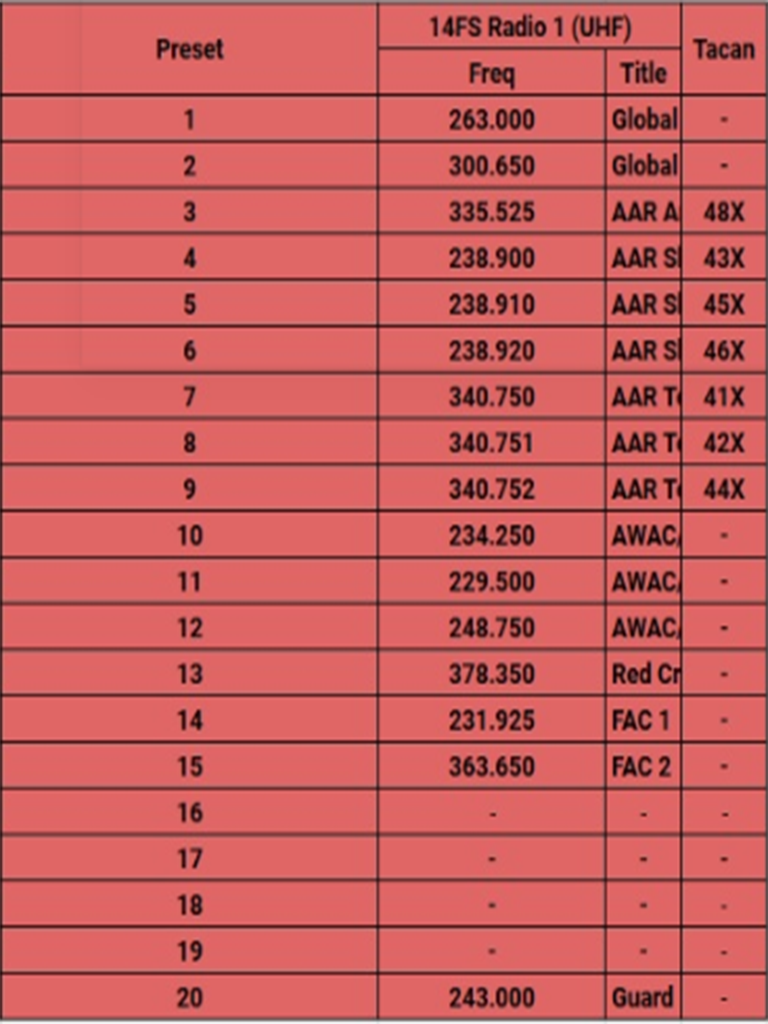 Preset 14FS Radio 1 (UHF) Tacan
Freq Title
1 263.000 Global -
2 300.650 Global -
3 335.525 AAR A 48X
4 238.900 AAR S 43X
5 238.910 AAR S 45X
6 238.920 AAR S 46X
7 340.750 AAR T 41X
8 340.751 AAR T 42X
9 340.752 AAR T 44X
10 234.250 AWAC -
11 229.500 AWAC -
12 248.750 AWAC -
13 378.350 Red Cr -
14 231.925 FAC 1 -
15 363.650 FAC 2 -
16 - - -
17 - - -
18 - - -
19 - - -
20 243.000 Guard -